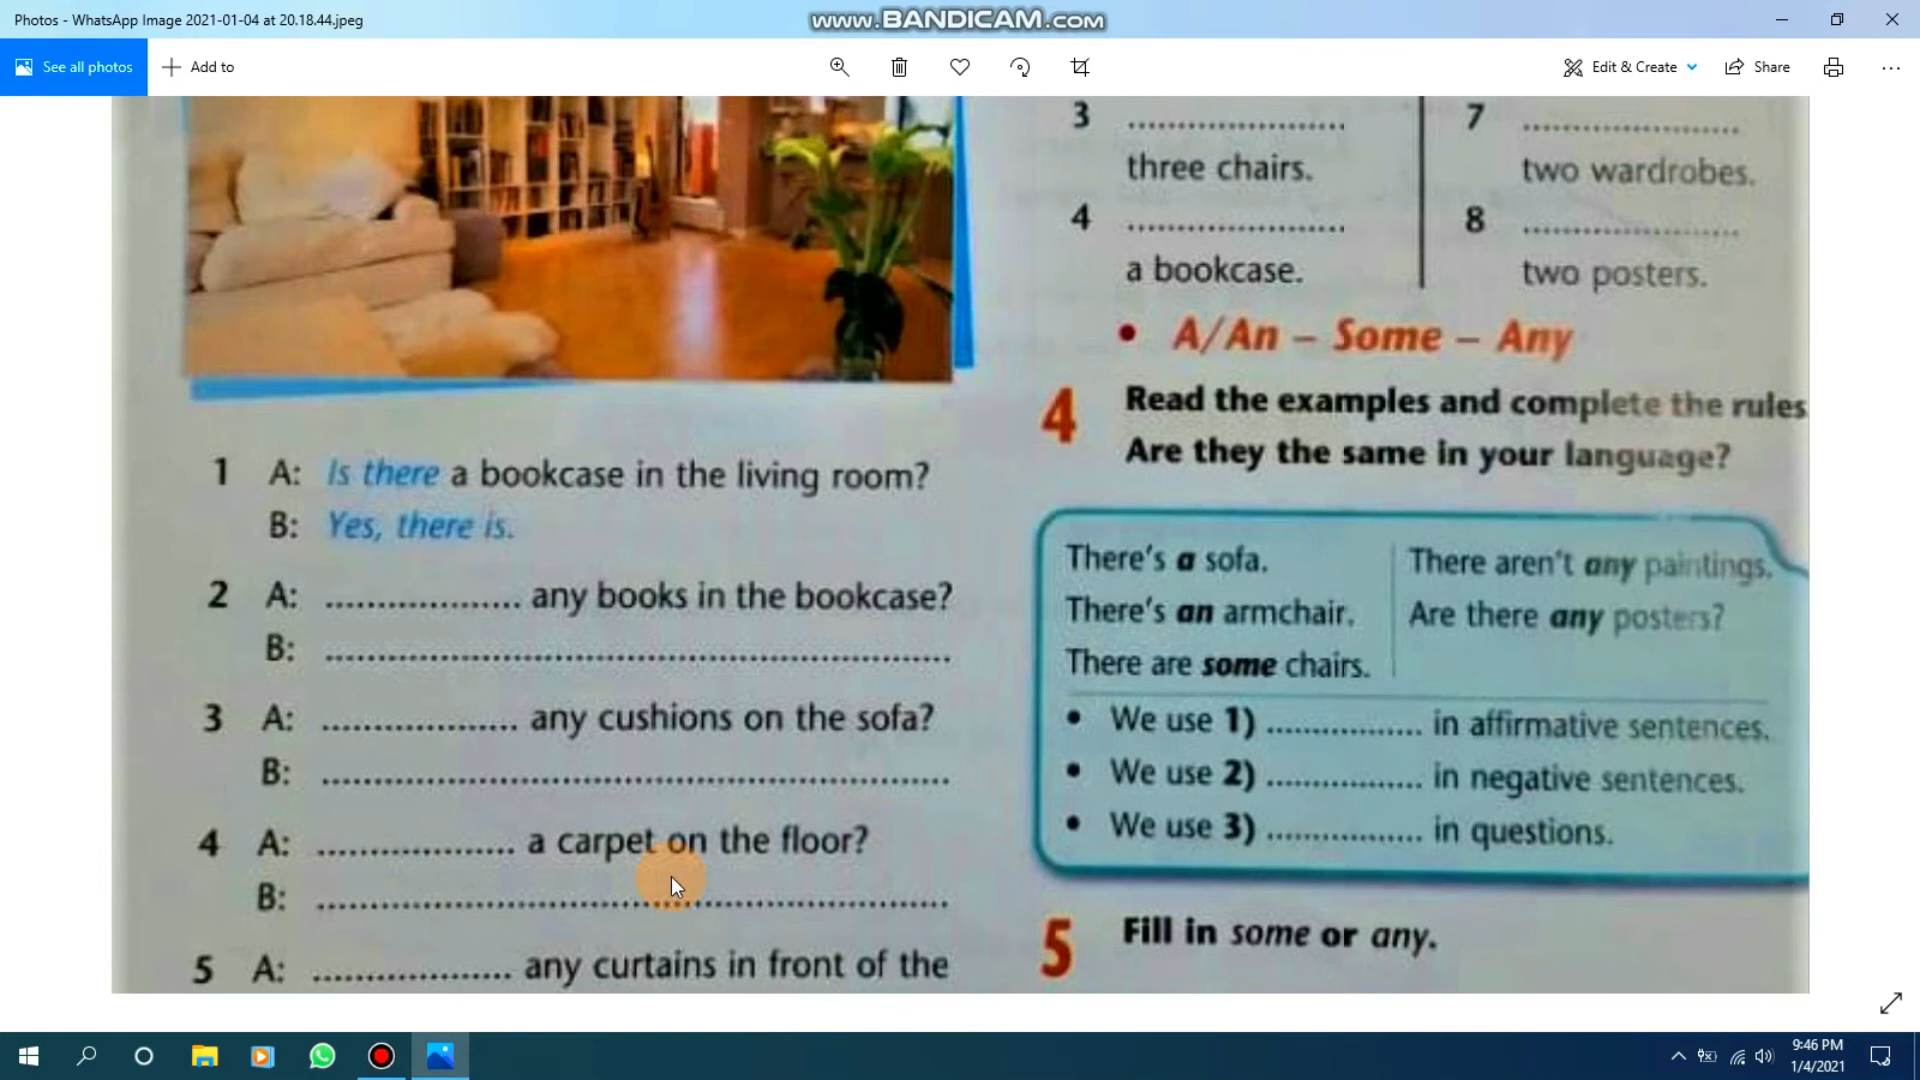 Photos - WhatsApp Image 2021-01-04 at 20.18.44.jpeg
www.BANDICAM.com
See all photos
Add to
Edit & Create
Share
3 ....................
three chairs.
4 ....................
a bookcase.
7 ....................
two wardrobes.
8 ....................
two posters.
1 A: Is there a bookcase in the living room?
B: Yes, there is.
2 A: .................... any books in the bookcase?
B: ............................................................
3 A: .................... any cushions on the sofa?
B: ............................................................
4 A: .................... a carpet on the floor?
B: ............................................................
5 A: .................... any curtains in front of the
• A/An – Some – Any
4 Read the examples and complete the rules
Are they the same in your language?
There's a sofa.
There's an armchair.
There are some chairs.
There aren't any paintings.
Are there any posters?
• We use 1) ................ in affirmative sentences.
• We use 2) ................ in negative sentences.
• We use 3) ................ in questions.
5 Fill in some or any.
9:46 PM
1/4/2021